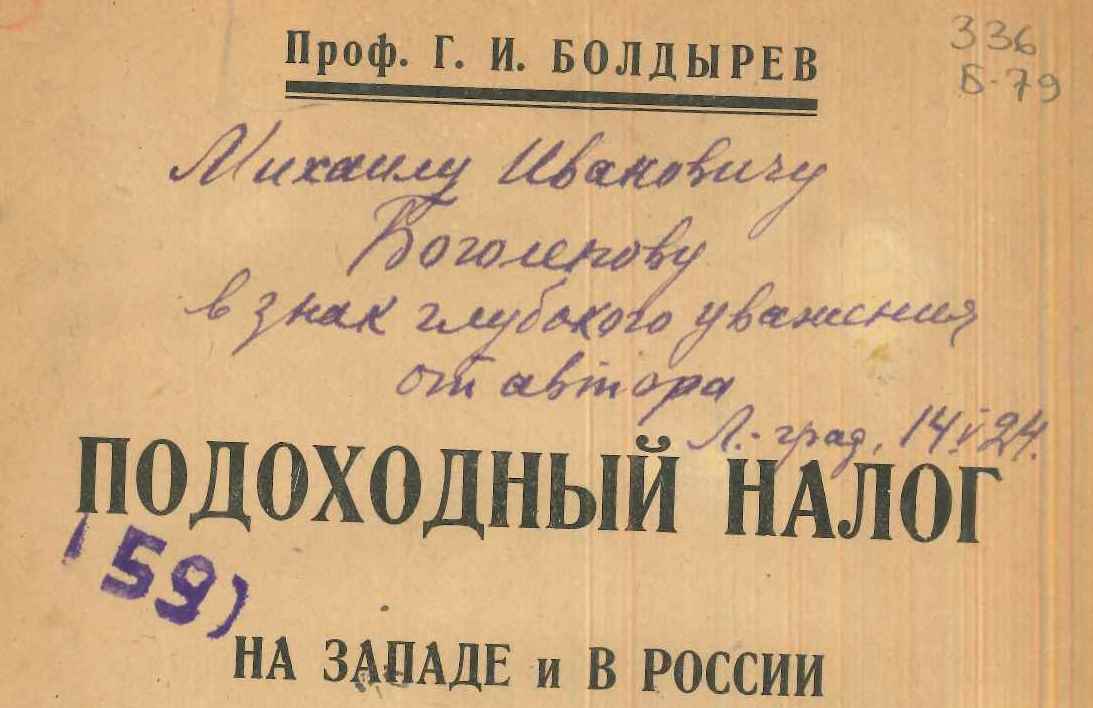 Проф. Г. И. БОЛДЫРЕВ
336
Б-79
Михаилу Ивановичу
Боголепову
в знак глубокого уважения
от автора
Л.-град, 14 V 24.
ПОДОХОДНЫЙ НАЛОГ
159)
НА ЗАПАДЕ и В РОССИИ